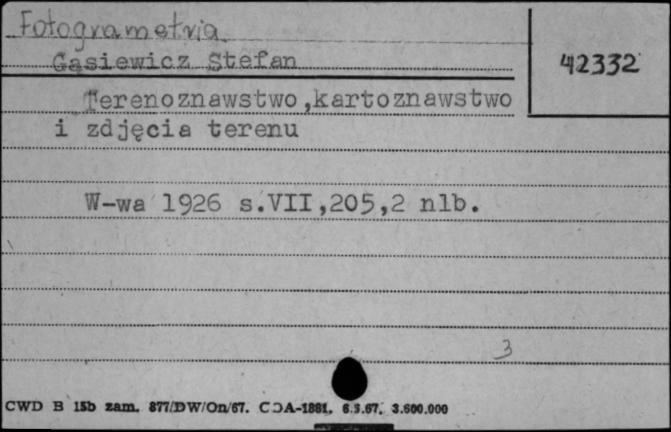 Fotogrametria
Gąsiewicz Stefan
42332
Terenoznawstwo,kartoznawstwo
i zdjęcia terenu
W-wa 1926 s.VII,205,2 nlb.
3
CWD B 15b zam. 877/DW/On/67. CDA-1881. 6.3.67. 3.600.000